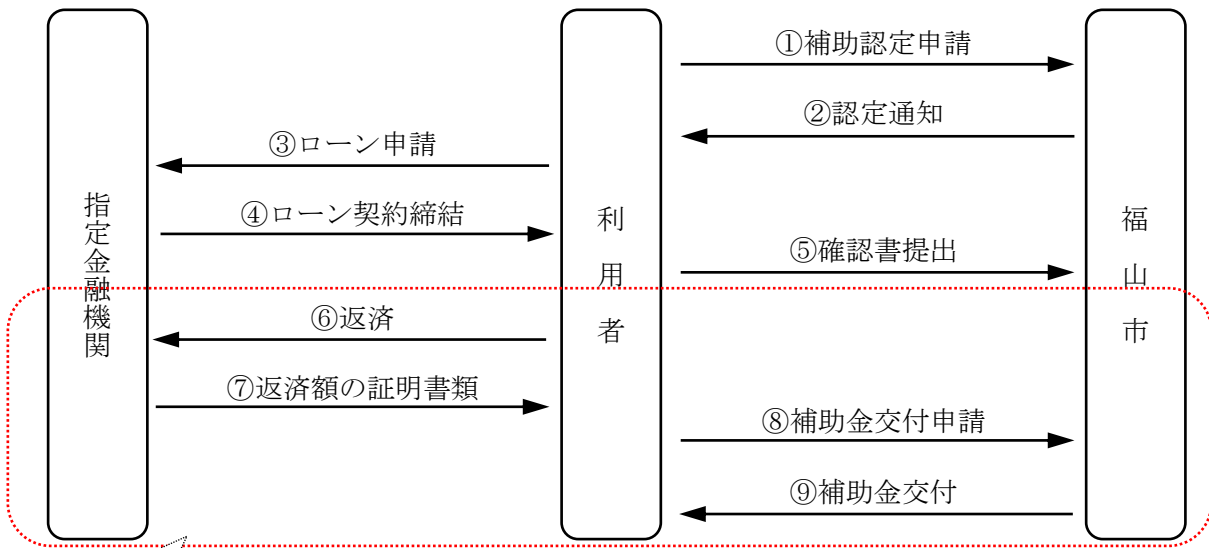 ①補助認定申請
②認定通知
③ローン申請
④ローン契約締結
⑤確認書提出
⑥返済
⑦返済額の証明書類
⑧補助金交付申請
⑨補助金交付
指定金融機関
利用者
福山市